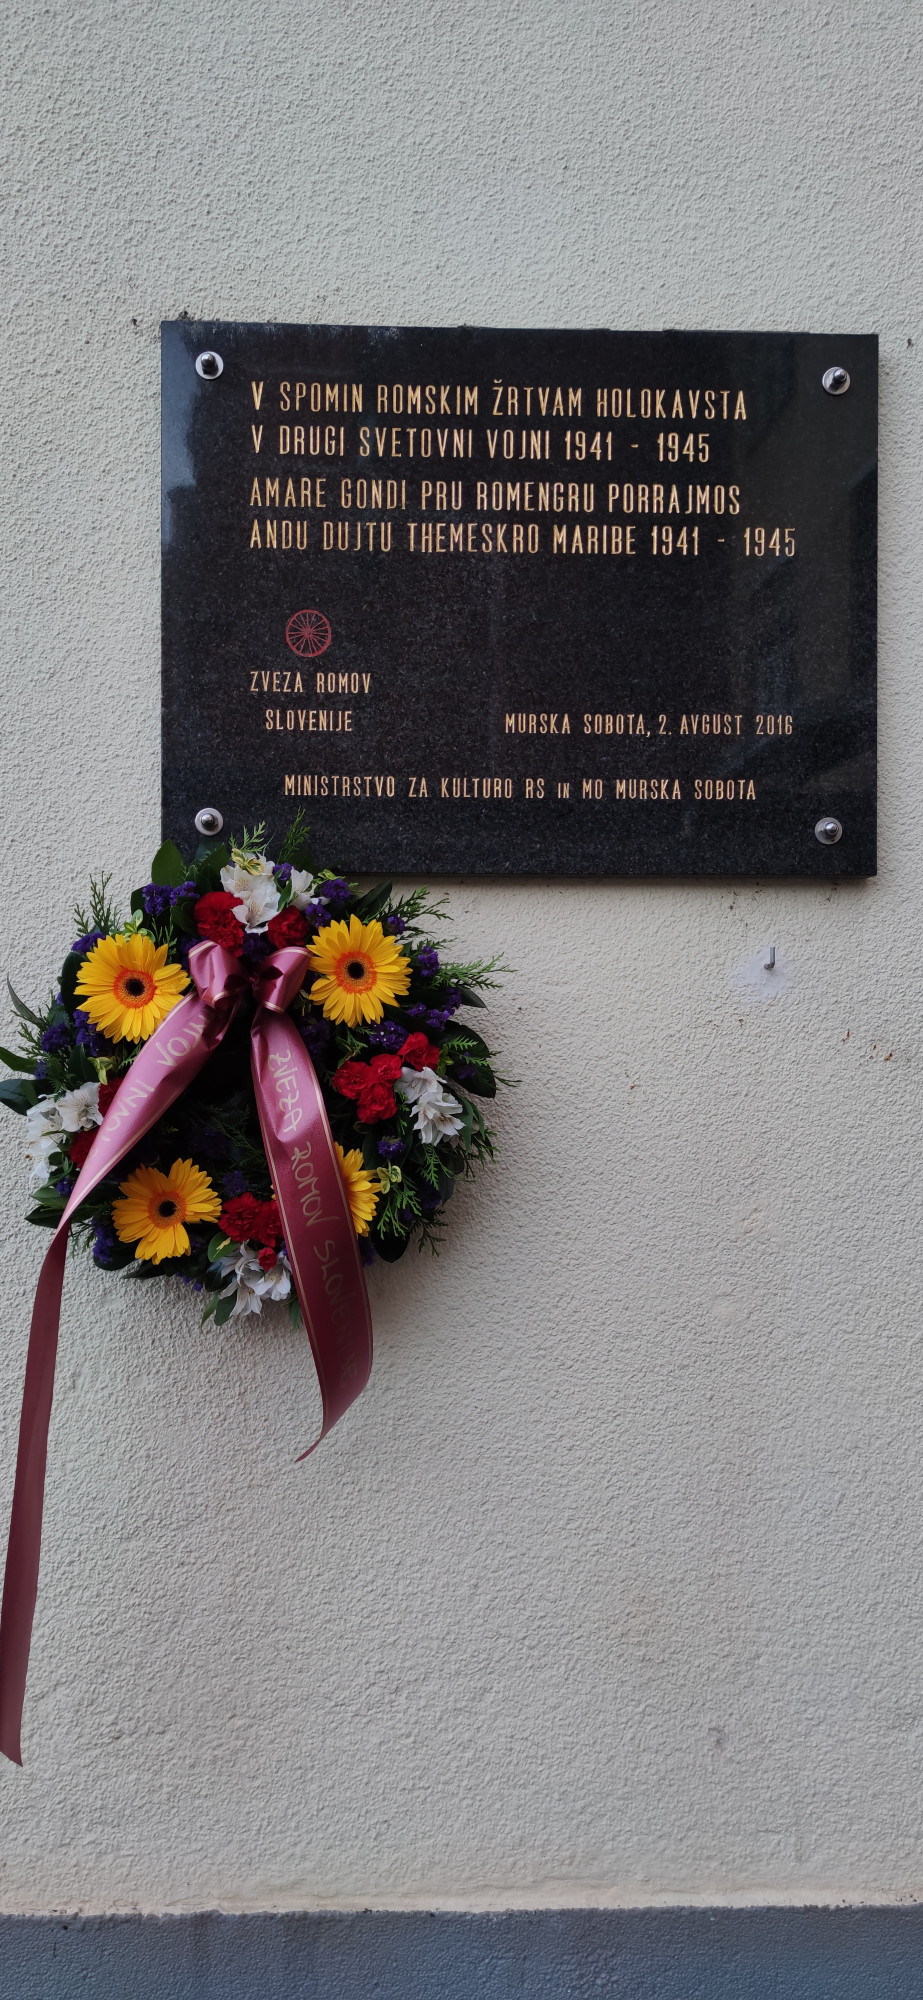 V SPOMIN ROMSKIM ŽRTVAM HOLOKAVSTA
V DRUGI SVETOVNI VOJNI 1941 - 1945
AMARE GONDI PRU ROMENGRU PORRAJMOS
ANDU DUJTU THEMESKRO MARIBE 1941 - 1945
ZVEZA ROMOV
SLOVENIJE
MURSKA SOBOTA, 2. AVGUST 2016
MINISTRSTVO ZA KULTURO RS IN MO MURSKA SOBOTA
ZVEZA ROMOV